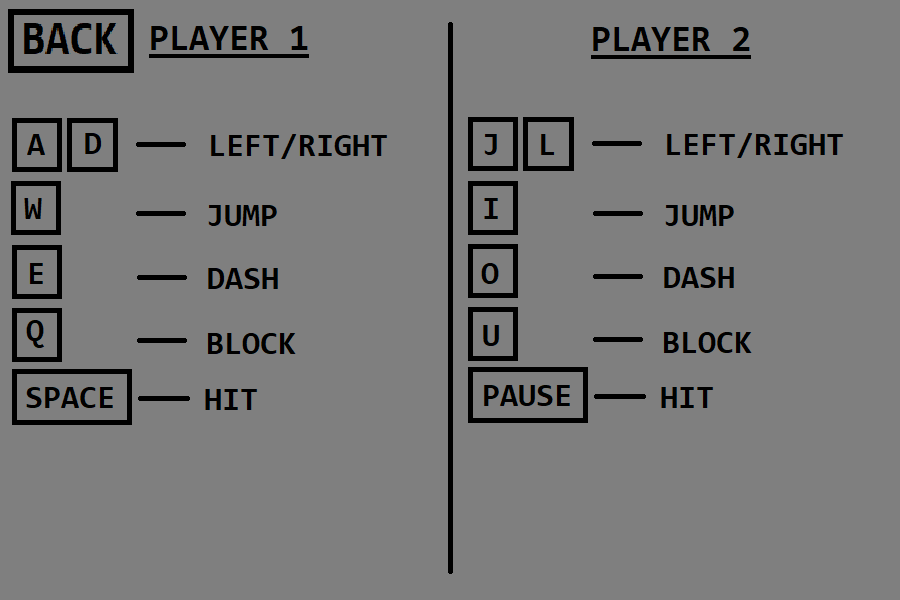 BACK
PLAYER 1
A D — LEFT/RIGHT
W — JUMP
E — DASH
Q — BLOCK
SPACE — HIT
PLAYER 2
J L — LEFT/RIGHT
I — JUMP
O — DASH
U — BLOCK
PAUSE — HIT